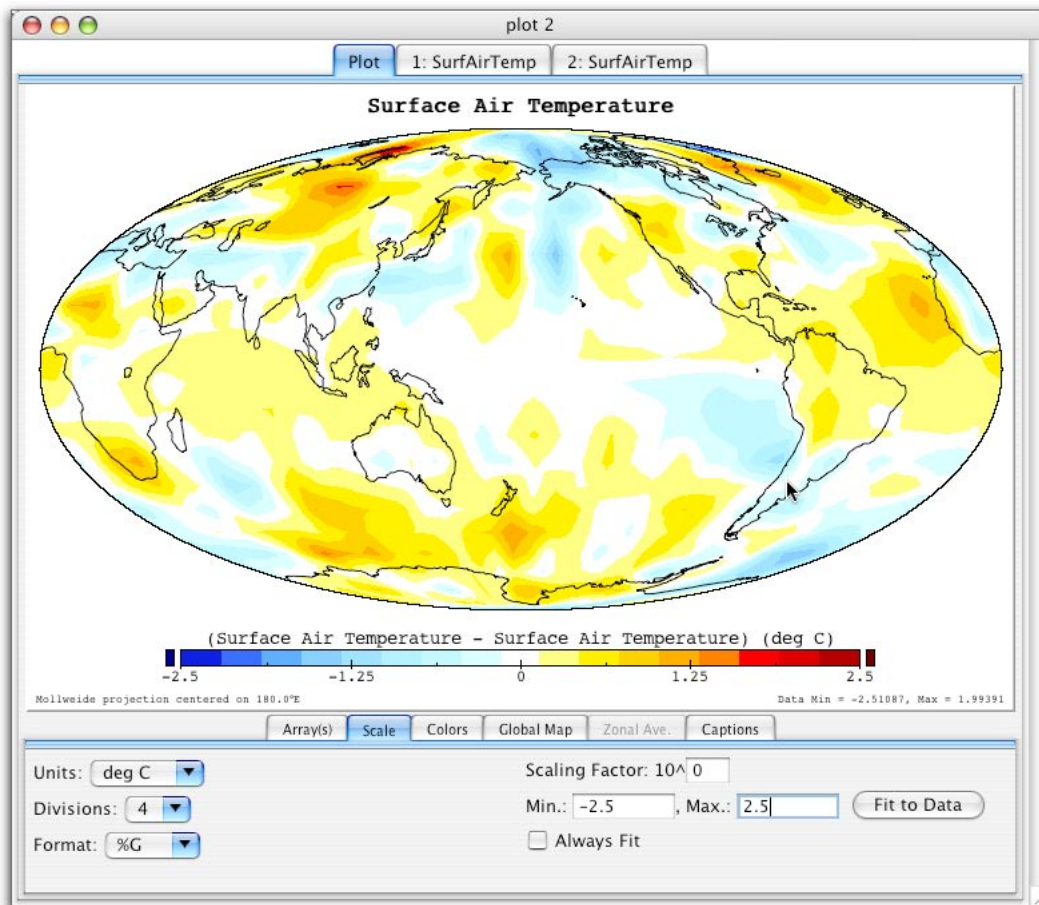 plot 2
Plot
1: SurfAirTemp
2: SurfAirTemp
Surface Air Temperature
(Surface Air Temperature - Surface Air Temperature) (deg C)
-2.5 -1.25 0 1.25 2.5
Mollweide projection centered on 180.0°E
Data Min = -2.51087, Max = 1.99391
Array(s)
Scale
Colors
Global Map
Zonal Ave.
Captions
Units: deg C
Scaling Factor: 10^ 0
Divisions: 4
Min.: -2.5 , Max.: 2.5
Fit to Data
Format: %G
Always Fit